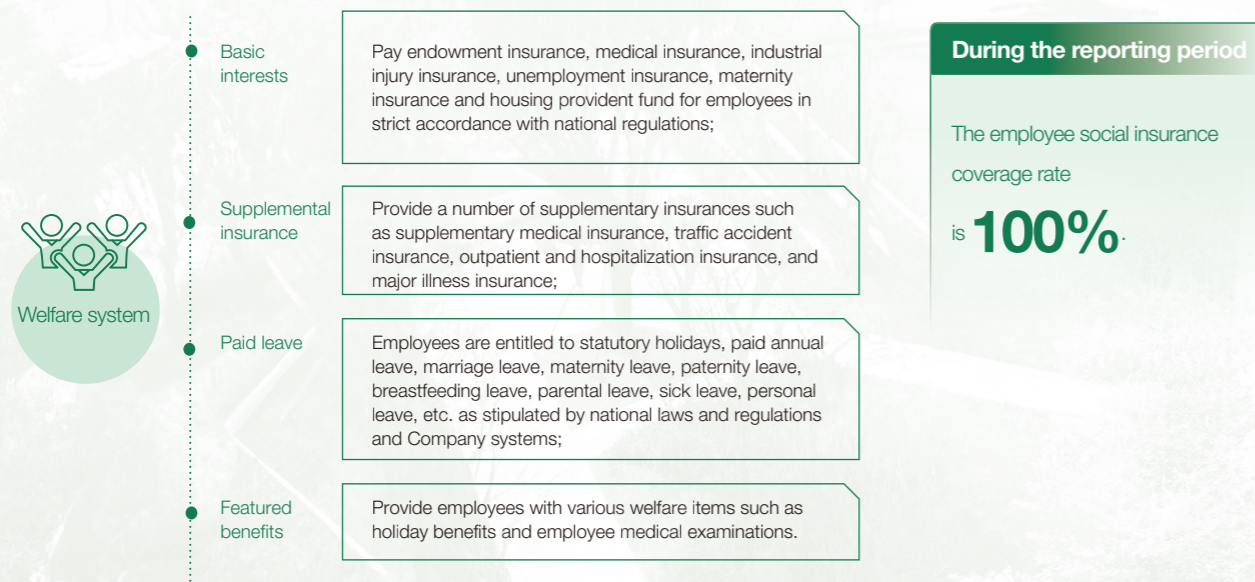 Welfare system
Basic
interests
Pay endowment insurance, medical insurance, industrial
injury insurance, unemployment insurance, maternity
insurance and housing provident fund for employees in
strict accordance with national regulations;
Supplemental
insurance
Provide a number of supplementary insurances such
as supplementary medical insurance, traffic accident
insurance, outpatient and hospitalization insurance, and
major illness insurance;
Paid leave
Employees are entitled to statutory holidays, paid annual
leave, marriage leave, maternity leave, paternity leave,
breastfeeding leave, parental leave, sick leave, personal
leave, etc. as stipulated by national laws and regulations
and Company systems;
Featured
benefits
Provide employees with various welfare items such as
holiday benefits and employee medical examinations.
During the reporting period
The employee social insurance
coverage rate
is 100%.